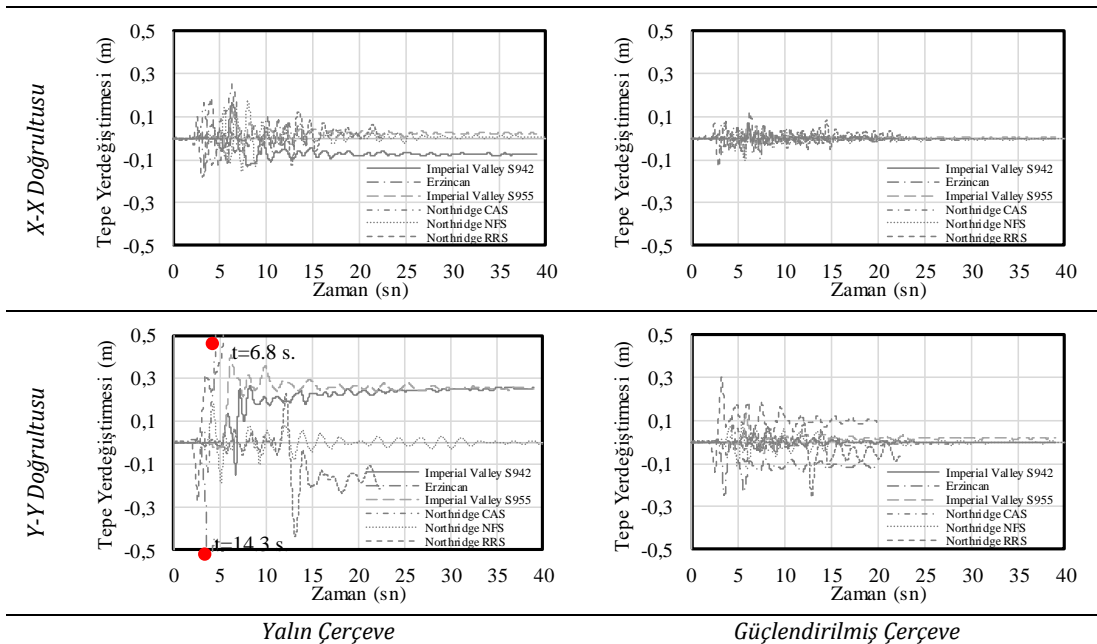 X-X Doğrultusu
Tepe Yerdeğiştirmesi (m)
0,5
0,3
0,1
-0,1
-0,3
-0,5
0 5 10 15 20 25 30 35 40
Zaman (sn)
Imperial Valley S942
Erzincan
Imperial Valley S955
Northridge CAS
Northridge NFS
Northridge RRS
Tepe Yerdeğiştirmesi (m)
0,5
0,3
0,1
-0,1
-0,3
-0,5
0 5 10 15 20 25 30 35 40
Zaman (sn)
Imperial Valley S942
Erzincan
Imperial Valley S955
Northridge CAS
Northridge NFS
Northridge RRS
Y-Y Doğrultusu
Tepe Yerdeğiştirmesi (m)
0,5
0,3
0,1
-0,1
-0,3
-0,5
t=6.8 s.
t=14.3 s.
0 5 10 15 20 25 30 35 40
Zaman (sn)
Imperial Valley S942
Erzincan
Imperial Valley S955
Northridge CAS
Northridge NFS
Northridge RRS
Tepe Yerdeğiştirmesi (m)
0,5
0,3
0,1
-0,1
-0,3
-0,5
0 5 10 15 20 25 30 35 40
Zaman (sn)
Imperial Valley S942
Erzincan
Imperial Valley S955
Northridge CAS
Northridge NFS
Northridge RRS
Yalın Çerçeve
Güçlendirilmiş Çerçeve